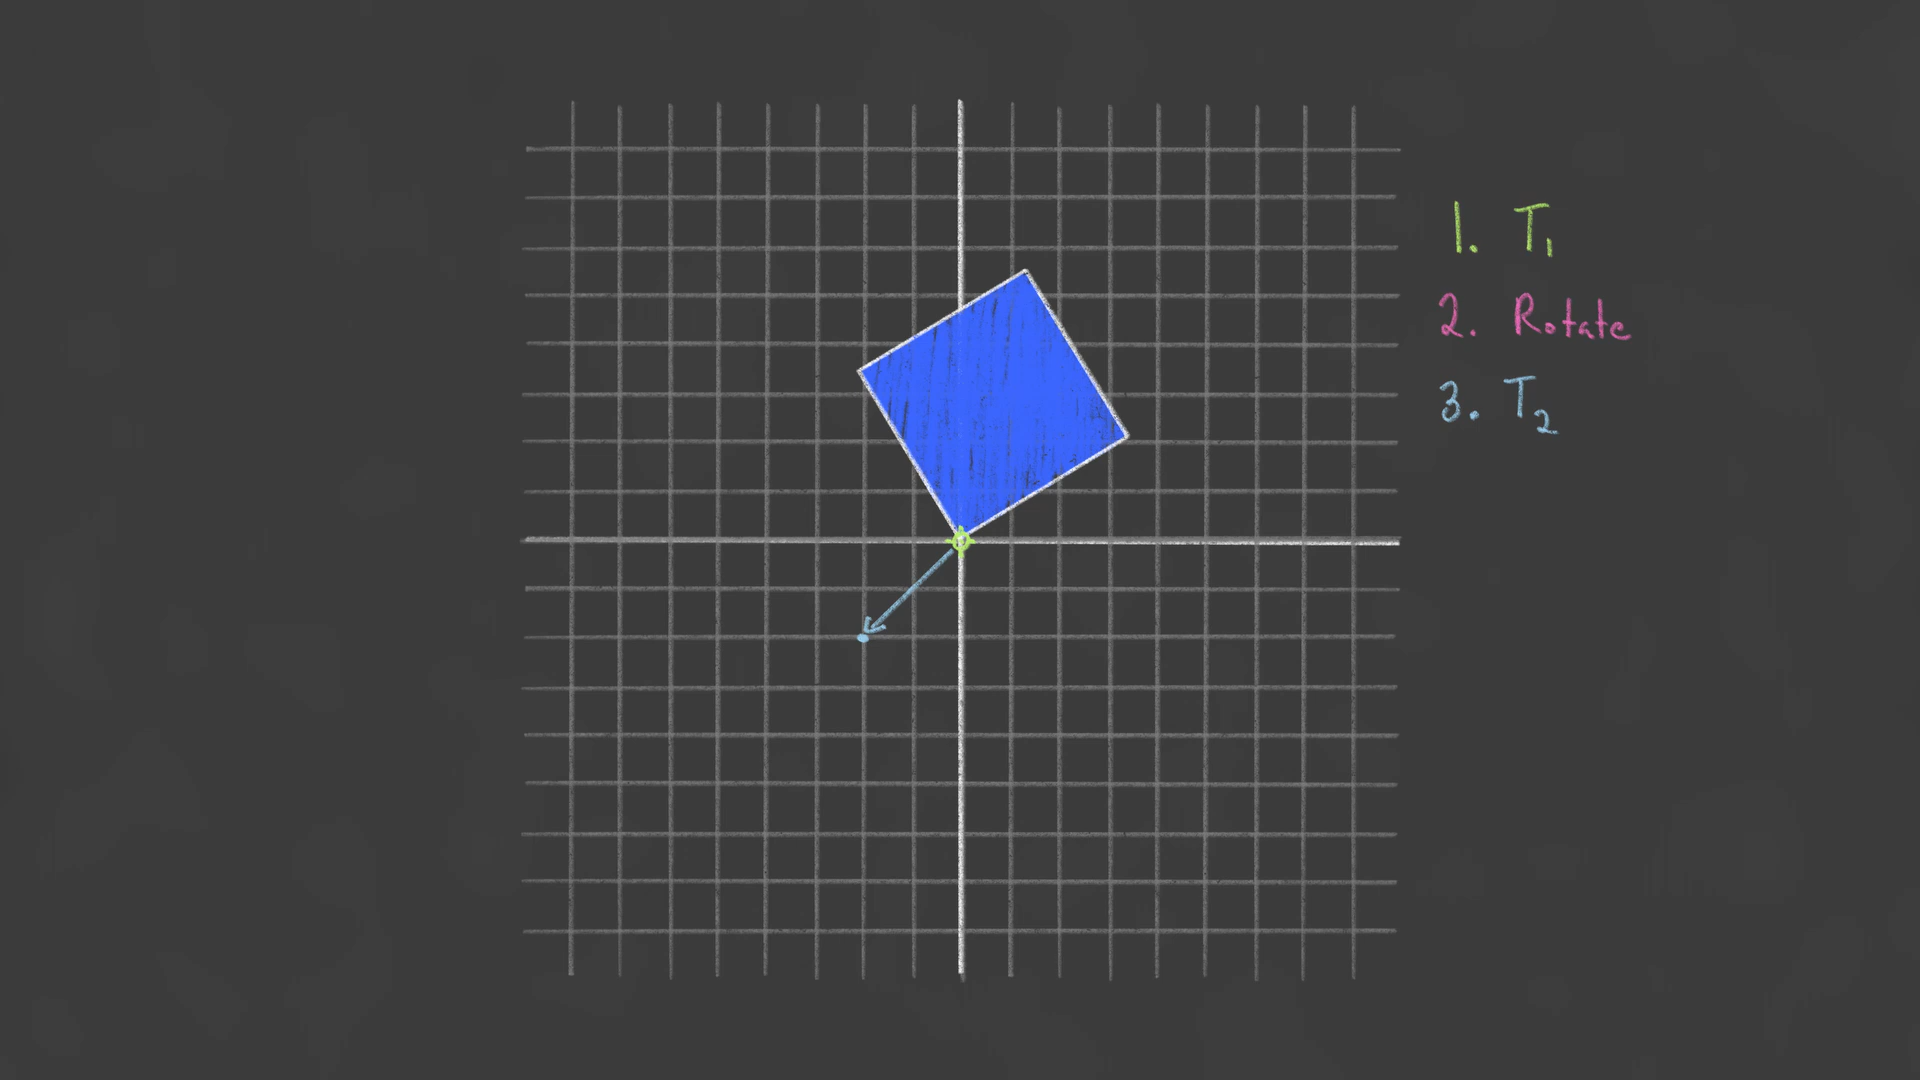 1. T₁
2. Rotate
3. T₂